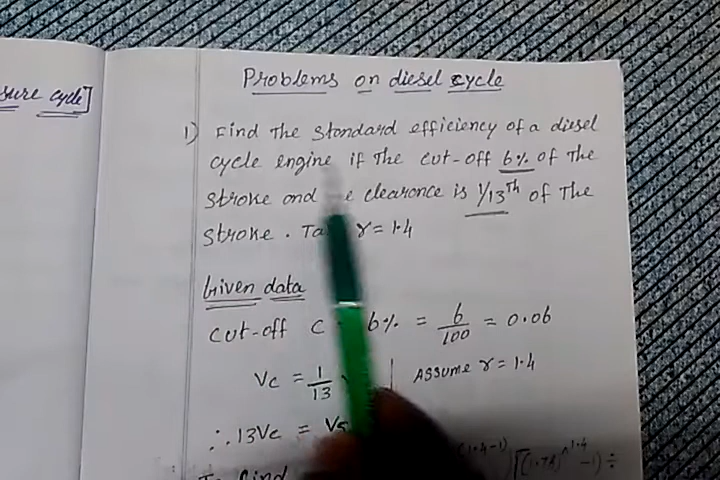 sure cycle]
Problems on diesel cycle
1) Find The standard efficiency of a diesel
cycle engine if The cut-off 6% of The
stroke and clearance is 1/13th of The
stroke. γ = 1.4
Given data
cut-off C 6% = 6/100 = 0.06
Vc = 1/13
Assume γ = 1.4
∴ 13Vc = Vs
To find